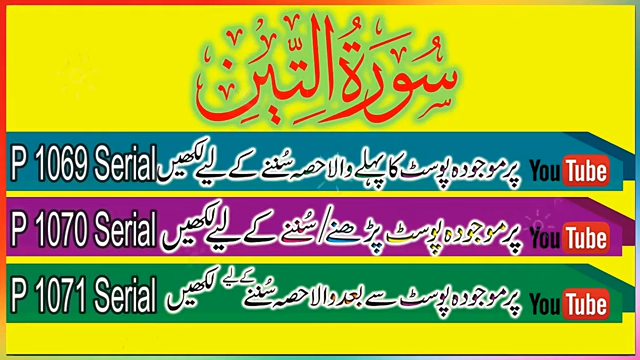 سُوۡرَةُ التِّيۡن
YouTube پر موجودہ پوسٹ کا پہلے والا حصہ سُننے کے لیے لکھیں P 1069 Serial
YouTube پر موجودہ پوسٹ پڑھنے/سُننے کے لیے لکھیں P 1070 Serial
YouTube پر موجودہ پوسٹ سے بعد والا حصہ سُننے کے لیے لکھیں P 1071 Serial